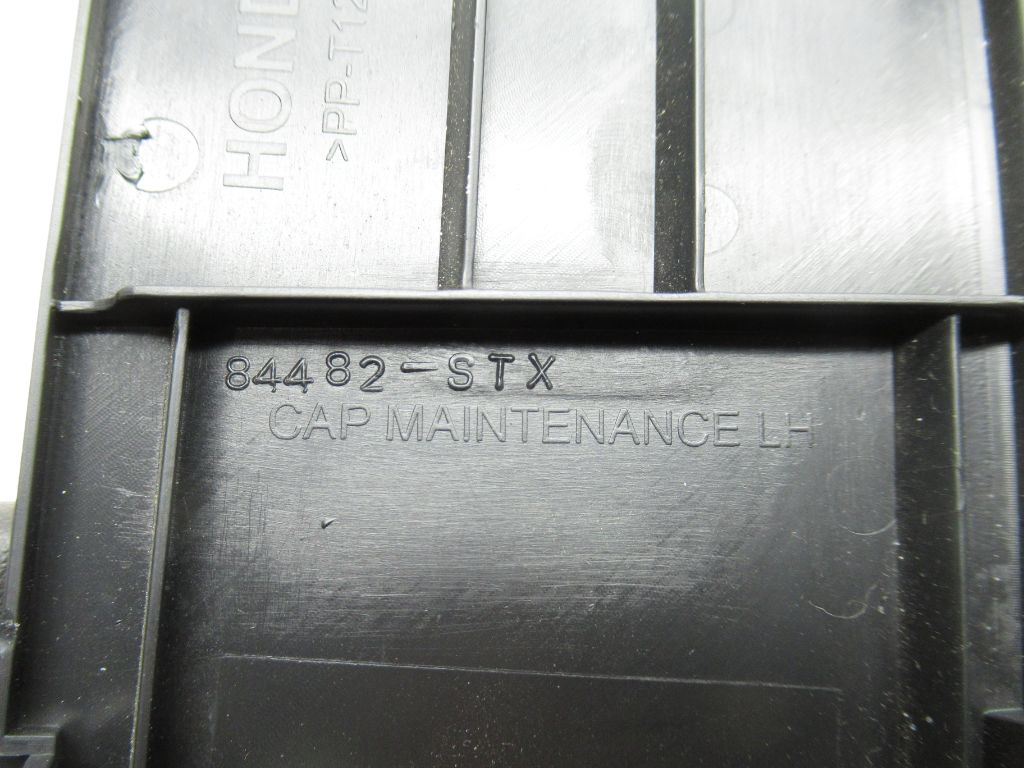 HOND
>PP-T12
84482-STX
CAP MAINTENANCE LH